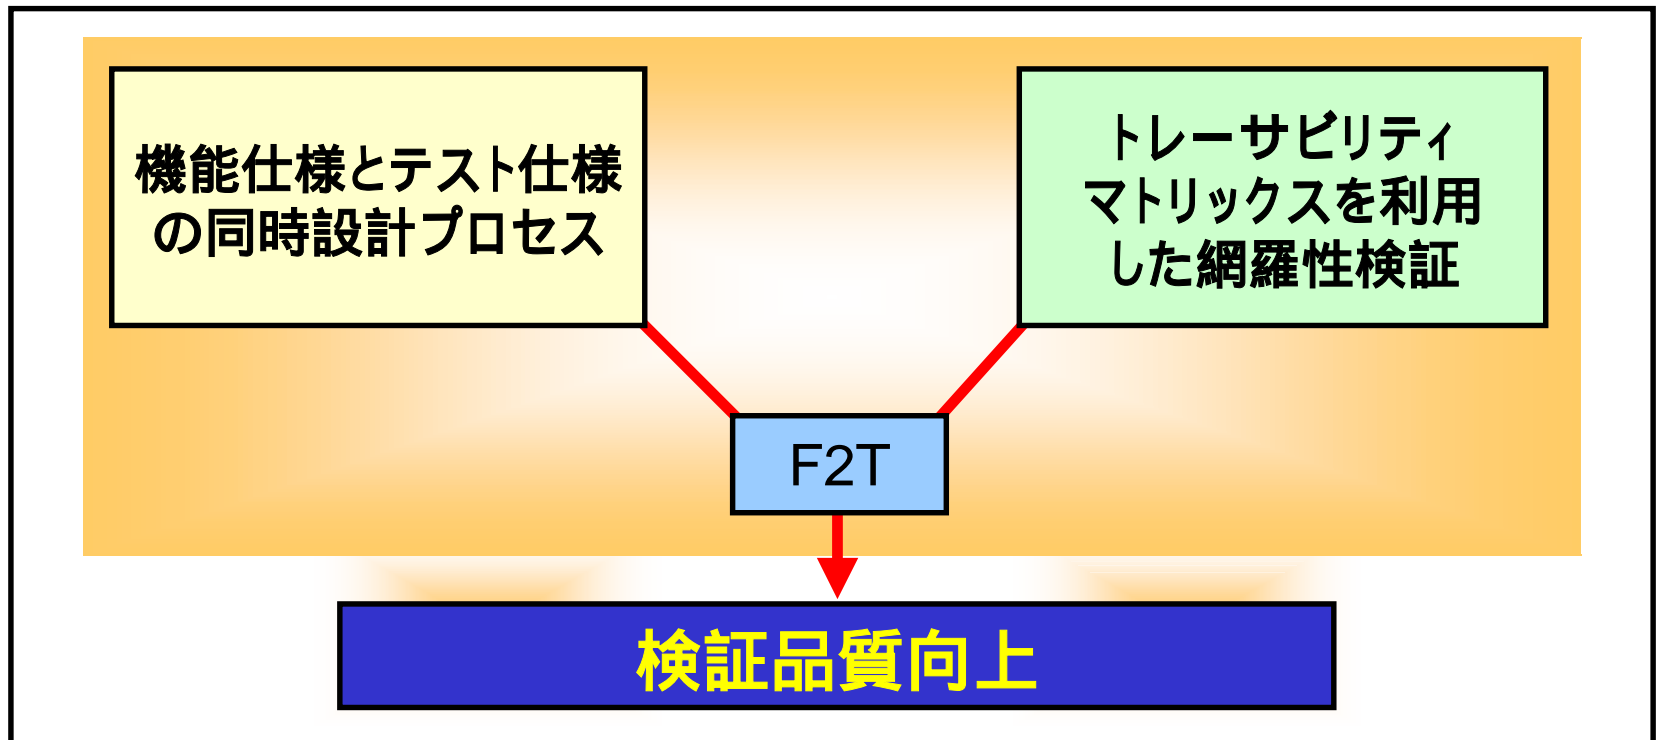 機能仕様とテスト仕様
の同時設計プロセス
トレーサビリティ
マトリックスを利用
した網羅性検証
F2T
検証品質向上